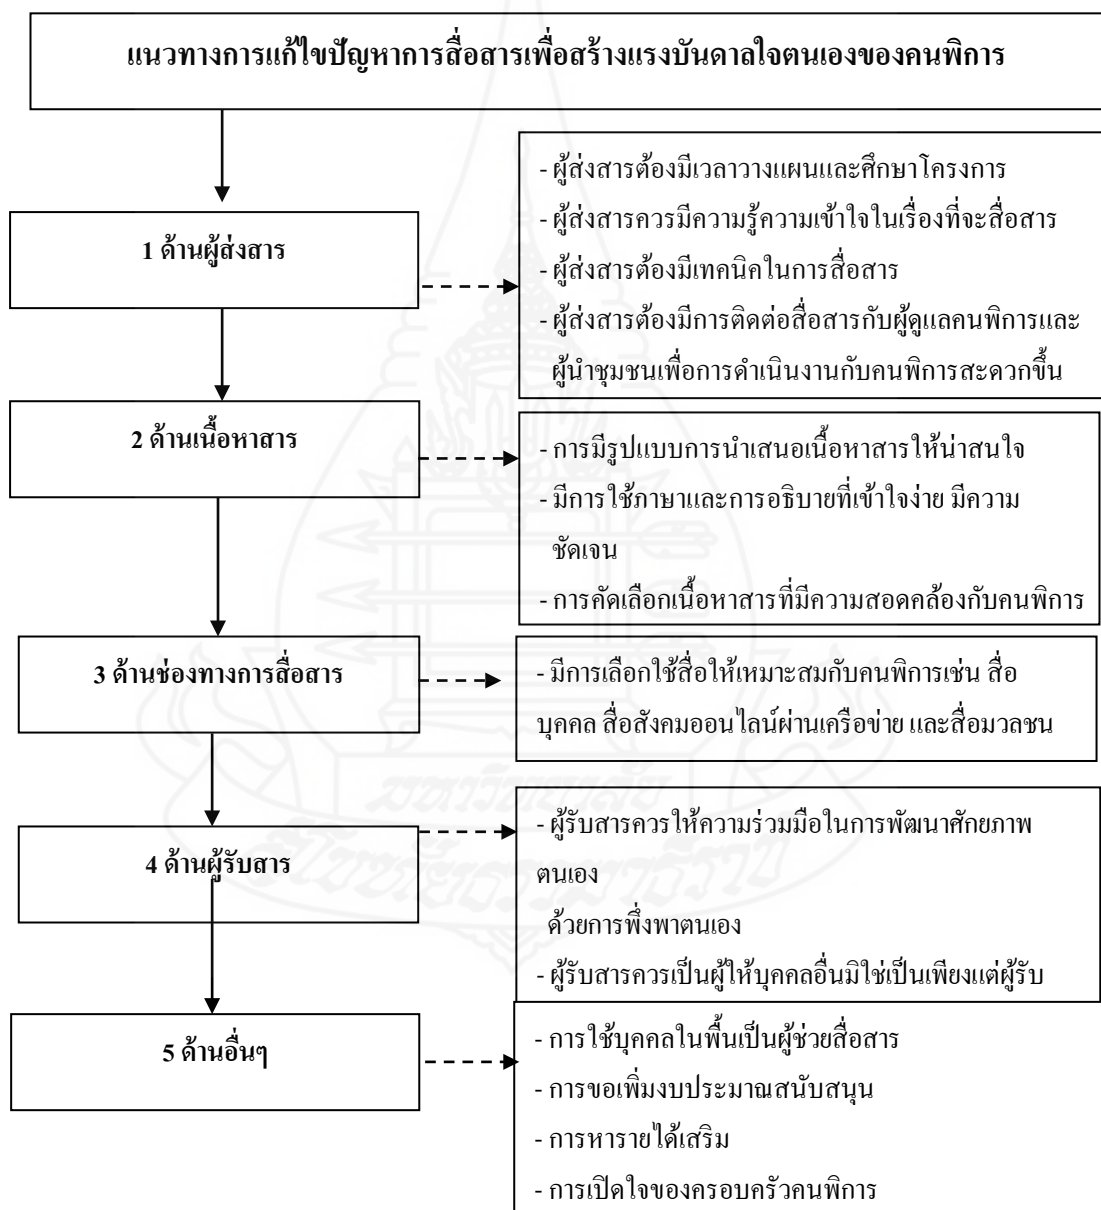 แนวทางการแก้ไขปัญหาการสื่อสารเพื่อสร้างแรงบันดาลใจตนเองของคนพิการ
1 ด้านผู้ส่งสาร
- ผู้ส่งสารต้องมีเวลาวางแผนและศึกษาโครงการ
- ผู้ส่งสารควรมีความรู้ความเข้าใจในเรื่องที่จะสื่อสาร
- ผู้ส่งสารต้องมีเทคนิคในการสื่อสาร
- ผู้ส่งสารต้องมีการติดต่อสื่อสารกับผู้ดูแลคนพิการและ
ผู้นำชุมชนเพื่อการดำเนินงานกับคนพิการสะดวกขึ้น
2 ด้านเนื้อหาสาร
- การมีรูปแบบการนำเสนอเนื้อหาสารให้น่าสนใจ
- มีการใช้ภาษาและการอธิบายที่เข้าใจง่าย มีความ
ชัดเจน
- การคัดเลือกเนื้อหาสารที่มีความสอดคล้องกับคนพิการ
3 ด้านช่องทางการสื่อสาร
- มีการเลือกใช้สื่อให้เหมาะสมกับคนพิการเช่น สื่อ
บุคคล สื่อสังคมออนไลน์ผ่านเครือข่าย และสื่อมวลชน
4 ด้านผู้รับสาร
- ผู้รับสารควรให้ความร่วมมือในการพัฒนาศักยภาพ
ตนเอง
ด้วยการพึ่งพาตนเอง
- ผู้รับสารควรเป็นผู้ให้บุคคลอื่นมิใช่เป็นเพียงแต่ผู้รับ
5 ด้านอื่นๆ
- การใช้บุคคลในพื้นเป็นผู้ช่วยสื่อสาร
- การขอเพิ่มงบประมาณสนับสนุน
- การหารายได้เสริม
- การเปิดใจของครอบครัวคนพิการ
มหาวิทยาลัย
สุโขทัยธรรมาธิราช